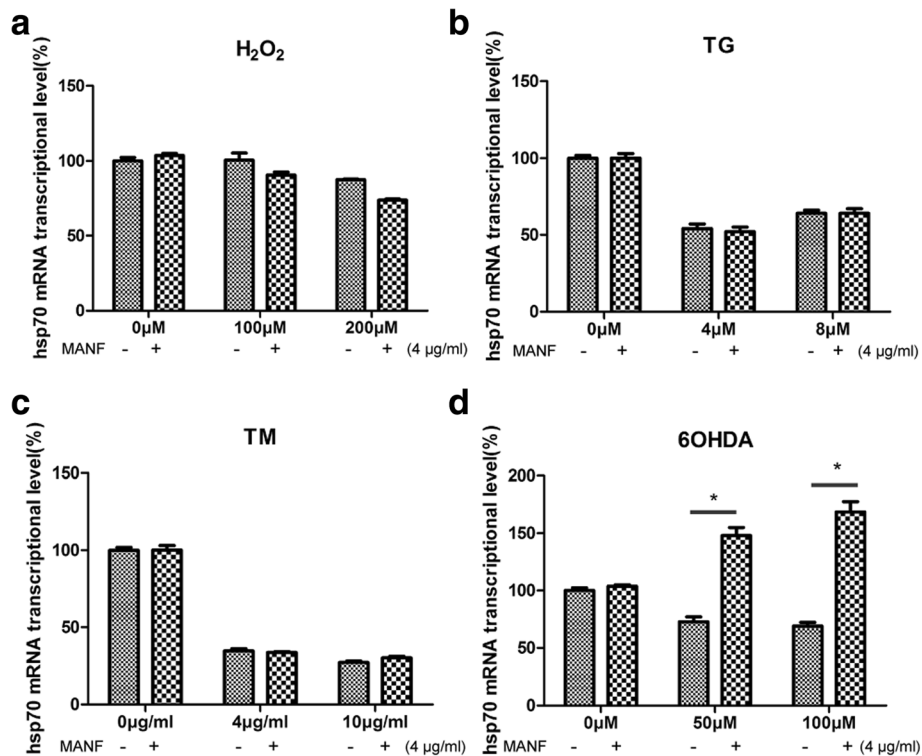 a
H₂O₂
hsp70 mRNA transcriptional level(%)
150
100
50
0
0μM 100μM 200μM
MANF - + - + - + (4 μg/ml)
b
TG
hsp70 mRNA transcriptional level(%)
150
100
50
0
0μM 4μM 8μM
MANF - + - + - + (4 μg/ml)
c
TM
hsp70 mRNA transcriptional level(%)
150
100
50
0
0μg/ml 4μg/ml 10μg/ml
MANF - + - + - + (4 μg/ml)
d
6OHDA
hsp70 mRNA transcriptional level(%)
200
150
100
50
0
* *
0μM 50μM 100μM
MANF - + - + - + (4 μg/ml)